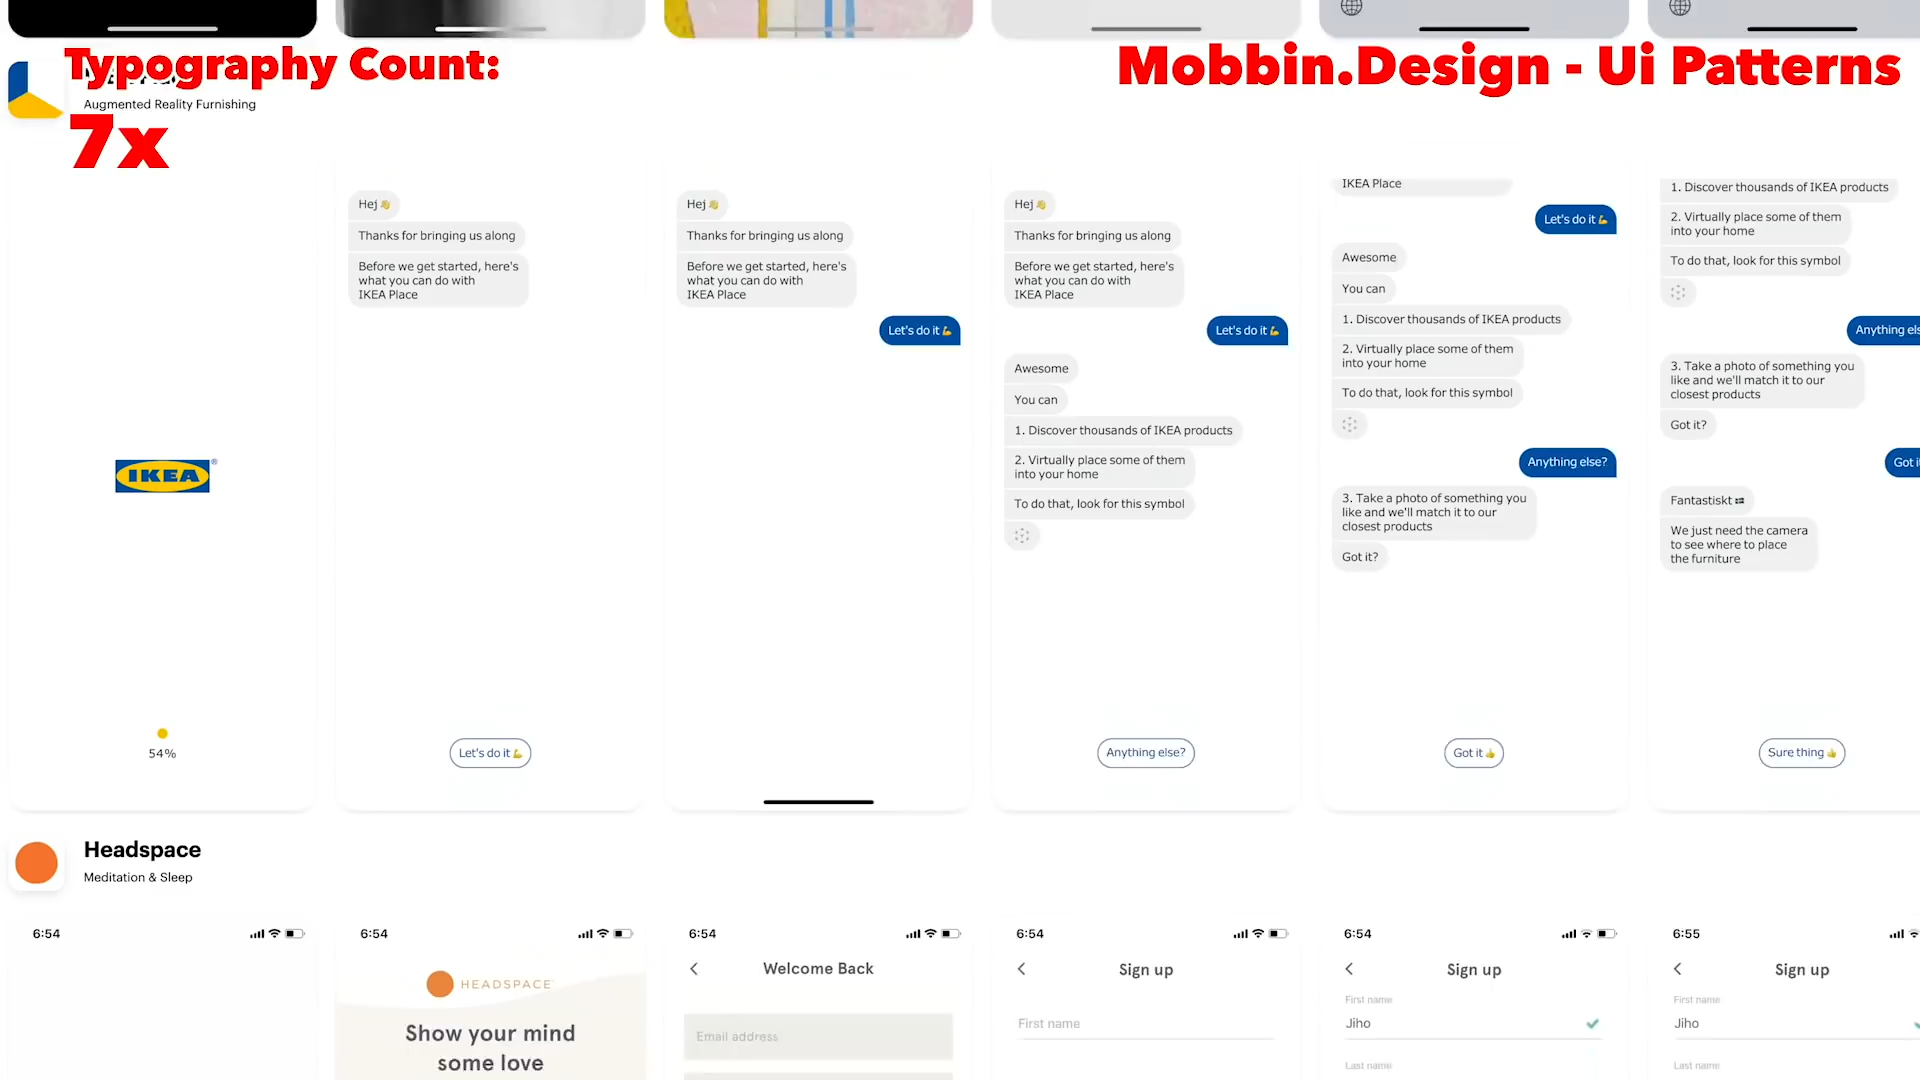 Typography Count:
Mobbin.Design - Ui Patterns
Augmented Reality Furnishing
7x
IKEA
®
54%
Hej
Thanks for bringing us along
Before we get started, here's
what you can do with
IKEA Place
Let's do it
Hej
Thanks for bringing us along
Before we get started, here's
what you can do with
IKEA Place
Let's do it
Hej
Thanks for bringing us along
Before we get started, here's
what you can do with
IKEA Place
Let's do it
Awesome
You can
1. Discover thousands of IKEA products
2. Virtually place some of them
into your home
To do that, look for this symbol
Anything else?
IKEA Place
Let's do it
Awesome
You can
1. Discover thousands of IKEA products
2. Virtually place some of them
into your home
To do that, look for this symbol
Anything else?
3. Take a photo of something you
like and we'll match it to our
closest products
Got it?
Got it
1. Discover thousands of IKEA products
2. Virtually place some of them
into your home
To do that, look for this symbol
Anything els
3. Take a photo of something you
like and we'll match it to our
closest products
Got it?
Got i
Fantastiskt
We just need the camera
to see where to place
the furniture
Sure thing
Headspace
Meditation & Sleep
6:54
6:54
HEADSPACE
Show your mind
some love
6:54
Welcome Back
Email address
6:54
Sign up
First name
6:54
Sign up
First name
Jiho
Last name
6:55
Sign up
First name
Jiho
Last name